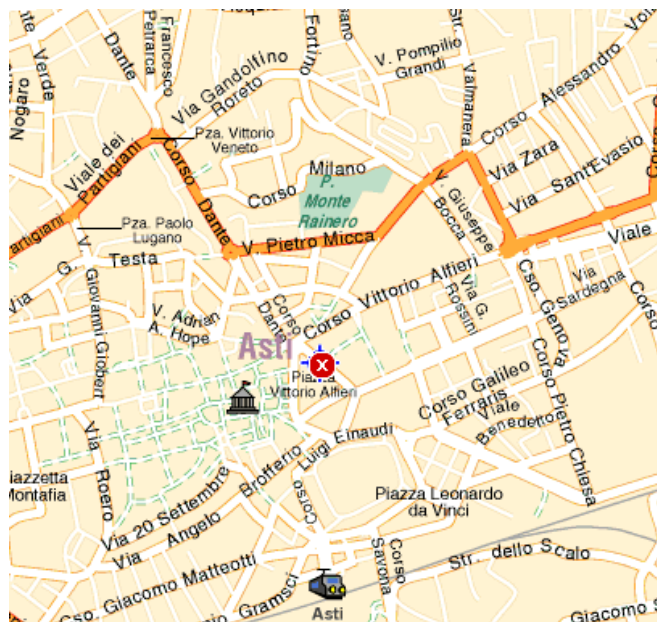 Verde
Nogaro
Dante
Francesco
Petrarca
Via Gandolfino
Roreto
Fortino
V. Pompilio
Grandi
Str.
Valmanera
Corso Alessandro
Viale dei
Partigiani
Pza. Vittorio
Veneto
Corso
Dante
Corso
Milano
P.
Monte
Rainero
V. Giuseppe
Bocca
Via Zara
Via Sant'Evasio
Partigiani
Pza. Paolo
Lugano
V. Pietro Micca
Via G. Testa
V. Giovanni Giobert
V. Adrian
A. Hope
Corso
Dante
Corso Vittorio Alfieri
Via G.
Rossini
Viale
Via
Sardegna
Corso
Cso. Genova
Asti
X
Piazza
Vittorio Alfieri
Corso Galileo
Ferraris
Viale
Benedetto
Corso Pietro Chiesa
Via Roero
Piazzetta
Montafia
Via 20 Settembre
Via Angelo Brofferio
Corso Luigi Einaudi
Piazza Leonardo
da Vinci
Cso. Giacomo Matteotti
Gramsci
Corso
Savona
Str. dello Scalo
Asti
Giacomo